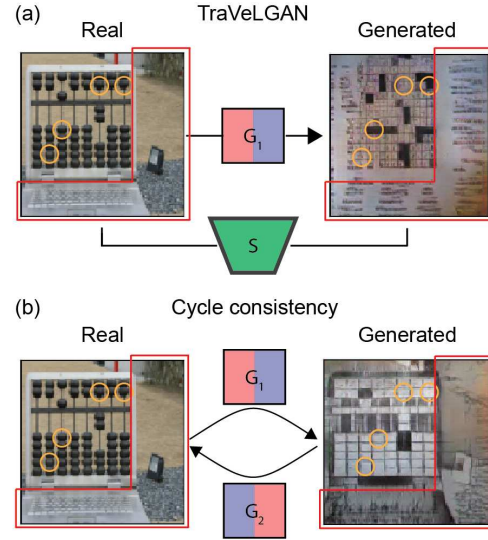 (a) TraVeLGAN
Real Generated
G1
S
(b) Cycle consistency
Real Generated
G1
G2